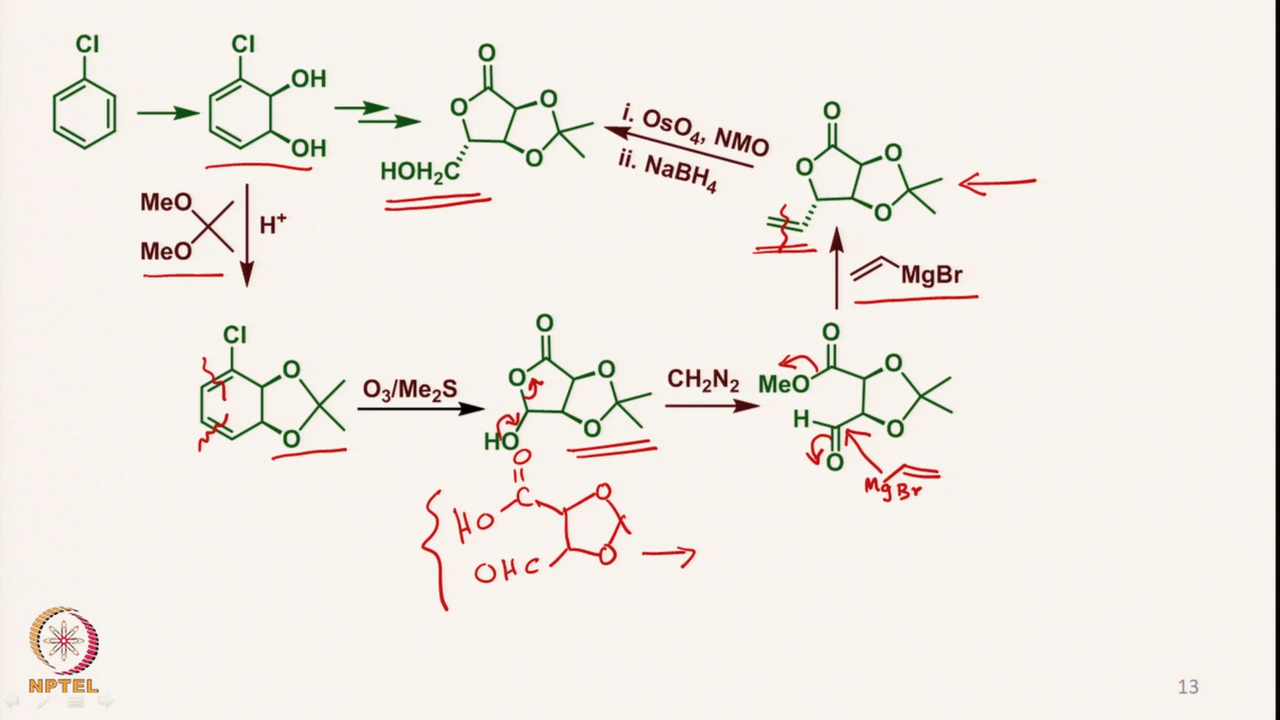 Cl
Cl
OH
OH
O
O
O
O
HOH₂C
i. OsO₄, NMO
ii. NaBH₄
O
O
O
O
MeO
MeO
H⁺
MgBr
Cl
O
O
O₃/Me₂S
O
O
O
O
HO
CH₂N₂
O
MeO
H
O
O
O
MgBr
O
C
HO
OHC
O
O
NPTEL
13